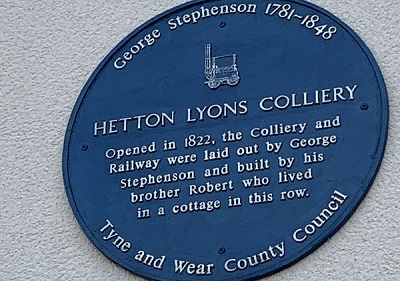 George Stephenson 1781~1848
HETTON LYONS COLLIERY
Opened in 1822, the Colliery and
Railway were laid out by George
Stephenson and built by his
brother Robert who lived
in a cottage in this row.
Tyne and Wear County Council